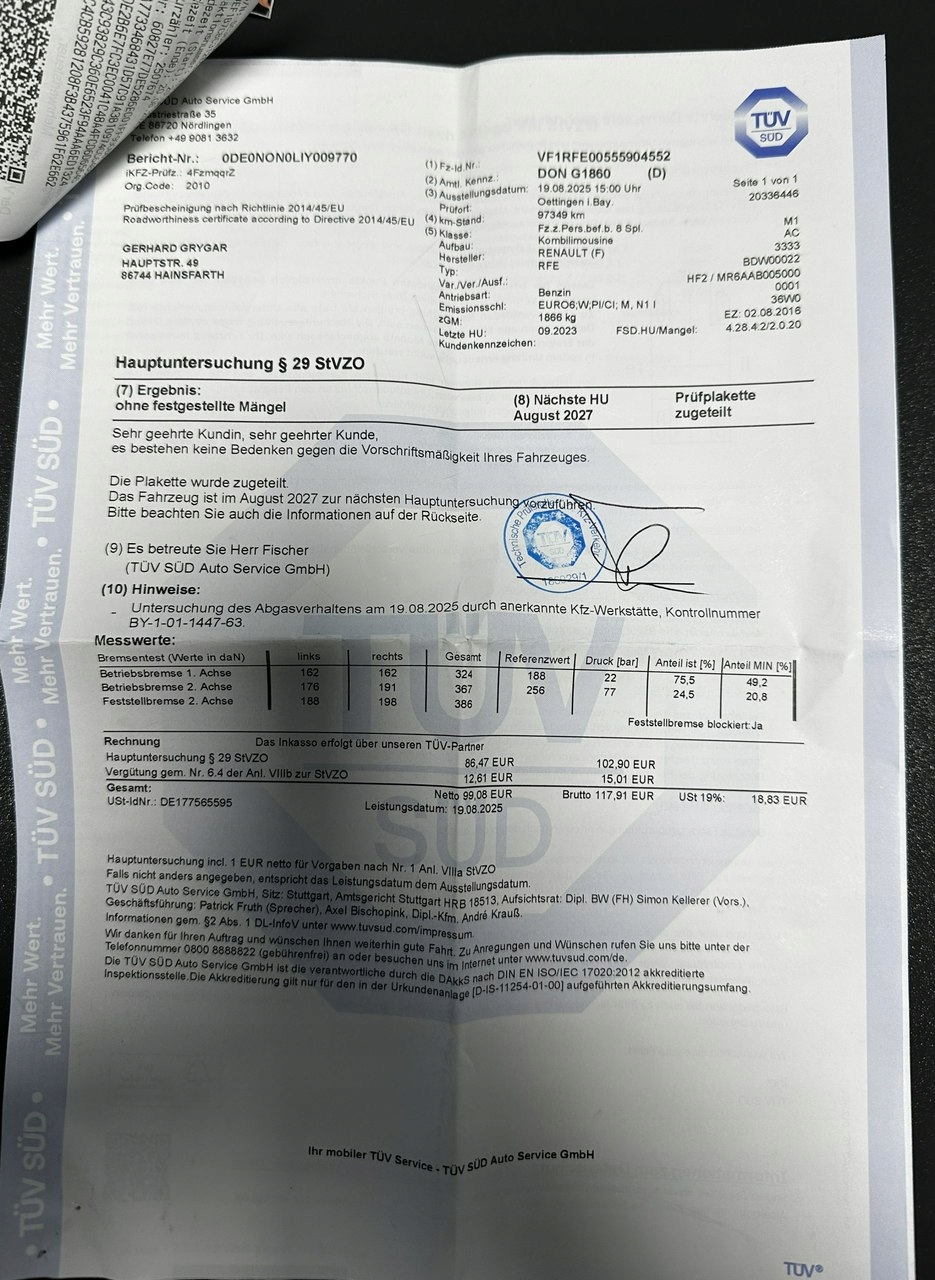 SÜD Auto Service GmbH
striestraße 35
DE 86720 Nördlingen
Telefon +49 9081 3632
TÜV
SÜD
Bericht-Nr.: 0DE0NON0LIY009770
iKFZ-Prüfz.: 4FzmqqrZ
Org.Code: 2010
Prüfbescheinigung nach Richtlinie 2014/45/EU
Roadworthiness certificate according to Directive 2014/45/EU
GERHARD GRYGAR
HAUPTSTR. 49
86744 HAINSFARTH
(1) Fz-Id Nr.: VF1RFE00555904552
(2) Amtl. Kennz.: DON G1860 (D)
(3) Ausstellungsdatum: 19.08.2025 15:00 Uhr Seite 1 von 1
Prüfort: Oettingen i.Bay. 20336446
(4) km-Stand: 97349 km
(5) Klasse: Fz.z.Pers.bef.b. 8 Spl. M1
Aufbau: Kombilimousine AC
Hersteller: RENAULT (F) 3333
Typ: RFE BDW00022
Var./Ver./Ausf.: HF2 / MR6AAB005000
Antriebsart: Benzin 0001
Emissionsschl: EURO6;W;PI/CI; M, N1 I 36W0
zGM: 1866 kg EZ: 02.08.2016
Letzte HU: 09.2023 FSD.HU/Mangel: 4.28.4.2/2.0.20
Kundenkennzeichen:
Hauptuntersuchung § 29 StVZO
(7) Ergebnis:
ohne festgestellte Mängel
(8) Nächste HU
August 2027
Prüfplakette
zugeteilt
Sehr geehrte Kundin, sehr geehrter Kunde,
es bestehen keine Bedenken gegen die Vorschriftsmäßigkeit Ihres Fahrzeuges.
Die Plakette wurde zugeteilt.
Das Fahrzeug ist im August 2027 zur nächsten Hauptuntersuchung vorzuführen.
Bitte beachten Sie auch die Informationen auf der Rückseite.
(9) Es betreute Sie Herr Fischer
(TÜV SÜD Auto Service GmbH)
(10) Hinweise:
- Untersuchung des Abgasverhaltens am 19.08.2025 durch anerkannte Kfz-Werkstätte, Kontrollnummer
BY-1-01-1447-63.
Messwerte:
Bremsentest (Werte in daN) links rechts Gesamt Referenzwert Druck [bar] Anteil ist [%] Anteil MIN [%]
Betriebsbremse 1. Achse 162 162 324 188 22 75,5 49,2
Betriebsbremse 2. Achse 176 191 367 256 77 24,5 20,8
Feststellbremse 2. Achse 188 198 386
Feststellbremse blockiert:Ja
Rechnung Das Inkasso erfolgt über unseren TÜV-Partner
Hauptuntersuchung § 29 StVZO 86,47 EUR 102,90 EUR
Vergütung gem. Nr. 6.4 der Anl. VIIIb zur StVZO 12,61 EUR 15,01 EUR
Gesamt: Netto 99,08 EUR Brutto 117,91 EUR USt 19%: 18,83 EUR
USt-IdNr.: DE177565595 Leistungsdatum: 19.08.2025
Hauptuntersuchung incl. 1 EUR netto für Vorgaben nach Nr. 1 Anl. VIIIa StVZO
Falls nicht anders angegeben, entspricht das Leistungsdatum dem Ausstellungsdatum.
TÜV SÜD Auto Service GmbH, Sitz: Stuttgart, Amtsgericht Stuttgart HRB 18513, Aufsichtsrat: Dipl. BW (FH) Simon Kellerer (Vors.),
Geschäftsführung: Patrick Fruth (Sprecher), Axel Bischopink, Dipl.-Kfm. André Krauß.
Informationen gem. §2 Abs. 1 DL-InfoV unter www.tuvsud.com/impressum.
Wir danken für Ihren Auftrag und wünschen Ihnen weiterhin gute Fahrt. Zu Anregungen und Wünschen rufen Sie uns bitte unter der
Telefonnummer 0800 8888822 (gebührenfrei) an oder besuchen uns im Internet unter www.tuvsud.com/de.
Die TÜV SÜD Auto Service GmbH ist die verantwortliche durch die DAkkS nach DIN EN ISO/IEC 17020:2012 akkreditierte
Inspektionsstelle.Die Akkreditierung gilt nur für den in der Urkundenanlage [D-IS-11254-01-00] aufgeführten Akkreditierungsumfang.
Ihr mobiler TÜV Service - TÜV SÜD Auto Service GmbH
TÜV®
TÜV SÜD • Mehr Wert.
Mehr Vertrauen. • TÜV SÜD • Mehr Wert.
Mehr Vertrauen. • TÜV SÜD • Mehr Wert.
Mehr Vertrauen.